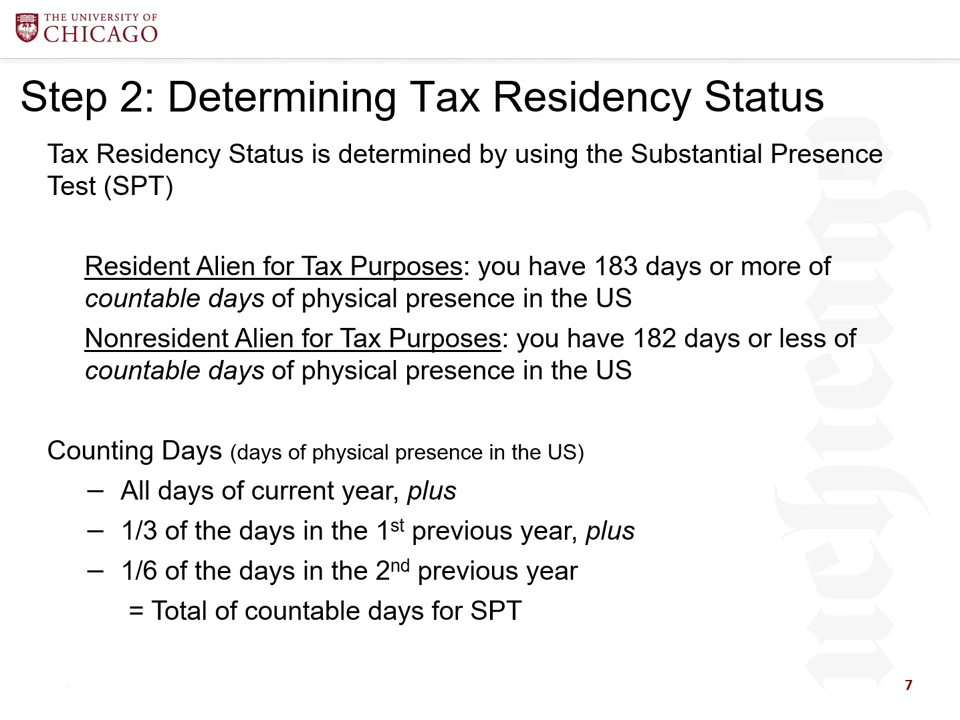 THE UNIVERSITY OF
CHICAGO
Step 2: Determining Tax Residency Status
Tax Residency Status is determined by using the Substantial Presence
Test (SPT)
Resident Alien for Tax Purposes: you have 183 days or more of
countable days of physical presence in the US
Nonresident Alien for Tax Purposes: you have 182 days or less of
countable days of physical presence in the US
Counting Days (days of physical presence in the US)
– All days of current year, plus
– 1/3 of the days in the 1st previous year, plus
– 1/6 of the days in the 2nd previous year
= Total of countable days for SPT
uchicago
7